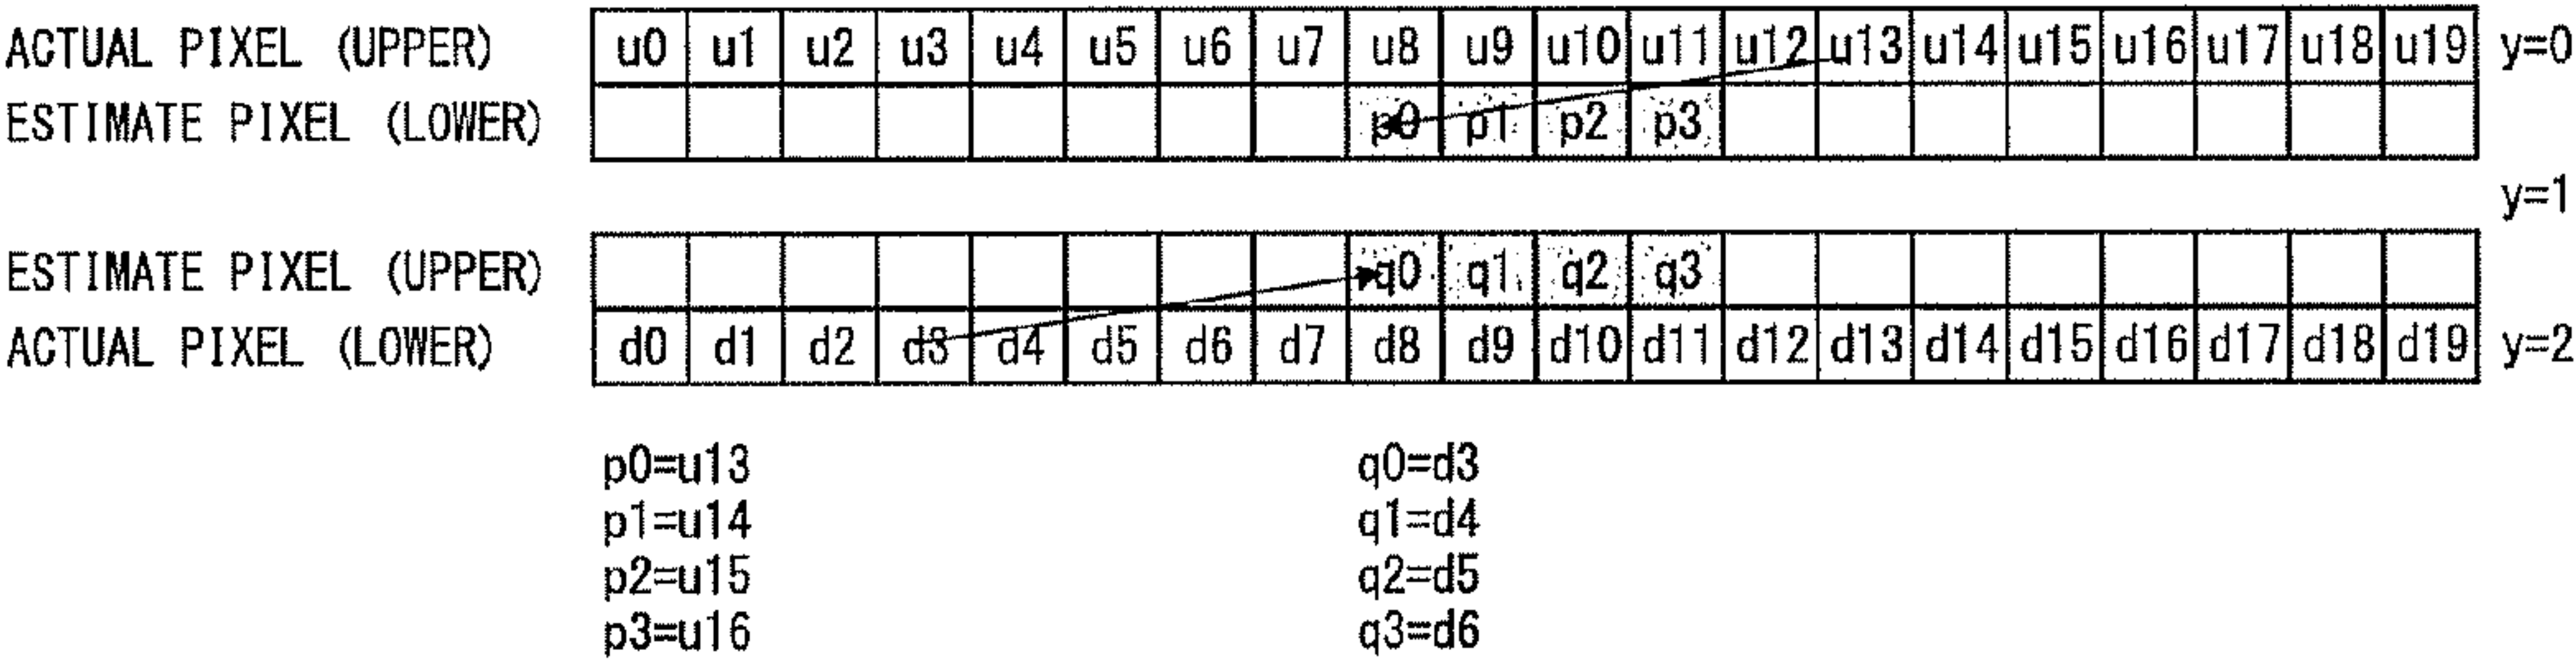 ACTUAL PIXEL (UPPER) u0 u1 u2 u3 u4 u5 u6 u7 u8 u9 u10 u11 u12 u13 u14 u15 u16 u17 u18 u19 y=0
ESTIMATE PIXEL (LOWER) p0 p1 p2 p3
y=1
ESTIMATE PIXEL (UPPER) q0 q1 q2 q3
ACTUAL PIXEL (LOWER) d0 d1 d2 d3 d4 d5 d6 d7 d8 d9 d10 d11 d12 d13 d14 d15 d16 d17 d18 d19 y=2
p0=u13 q0=d3
p1=u14 q1=d4
p2=u15 q2=d5
p3=u16 q3=d6